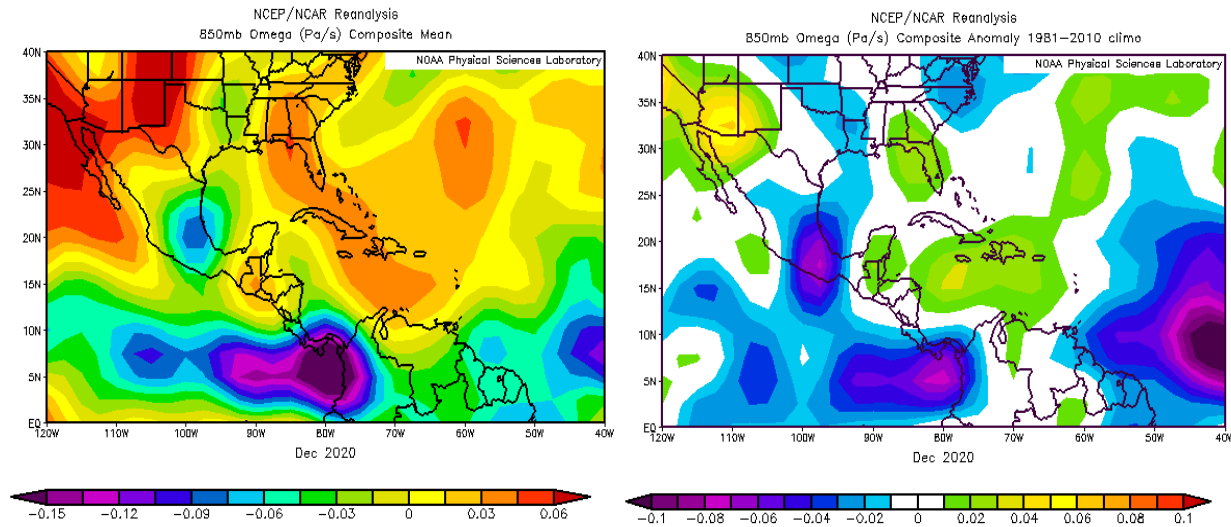 NCEP/NCAR Reanalysis
850mb Omega (Pa/s) Composite Mean
NOAA Physical Sciences Laboratory
40N
35N
30N
25N
20N
15N
10N
5N
EQ
120W 110W 100W 90W 80W 70W 60W 50W 40W
Dec 2020
-0.15 -0.12 -0.09 -0.06 -0.03 0 0.03 0.06
NCEP/NCAR Reanalysis
850mb Omega (Pa/s) Composite Anomaly 1981-2010 climo
NOAA Physical Sciences Laboratory
40N
35N
30N
25N
20N
15N
10N
5N
EQ
120W 110W 100W 90W 80W 70W 60W 50W 40W
Dec 2020
-0.1 -0.08 -0.06 -0.04 -0.02 0 0.02 0.04 0.06 0.08 0.1